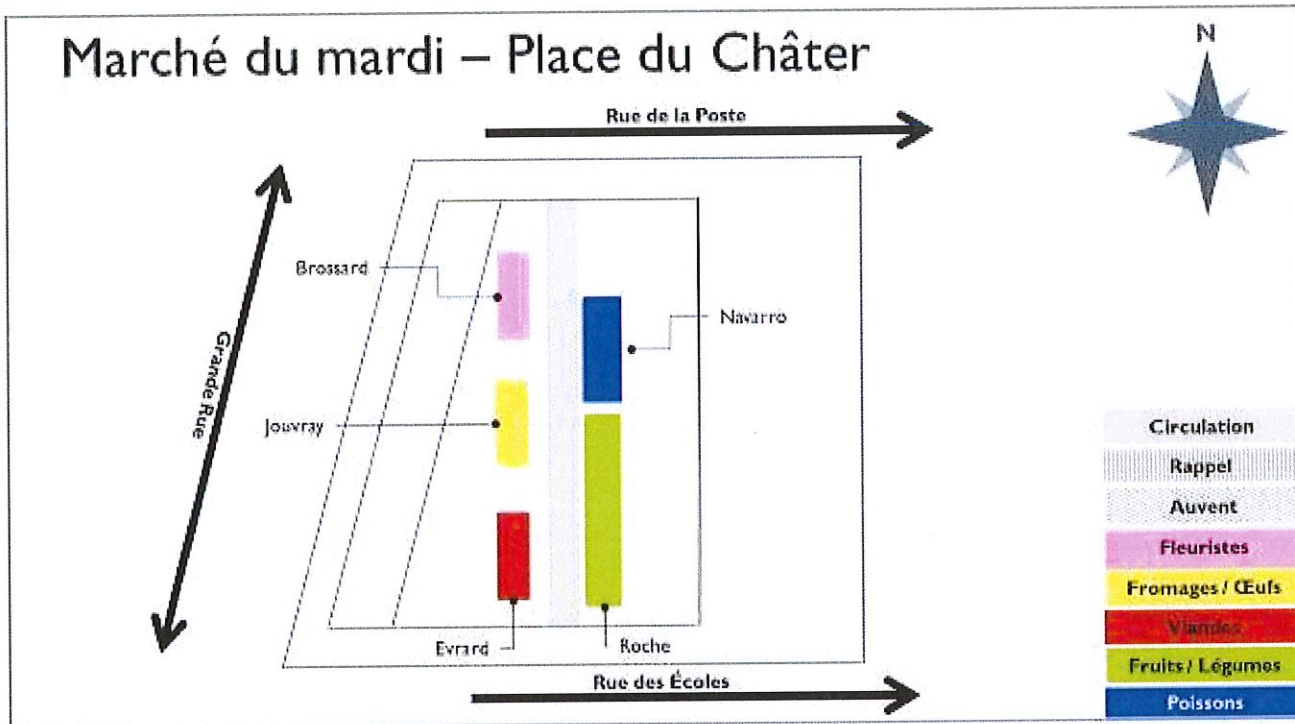 Marché du mardi – Place du Châter
N
Rue de la Poste
Brossard
Navarro
Grande Rue
Jouvray
Evrard
Roche
Rue des Écoles
Circulation
Rappel
Auvent
Fleuristes
Fromages / Œufs
Viandes
Fruits / Légumes
Poissons